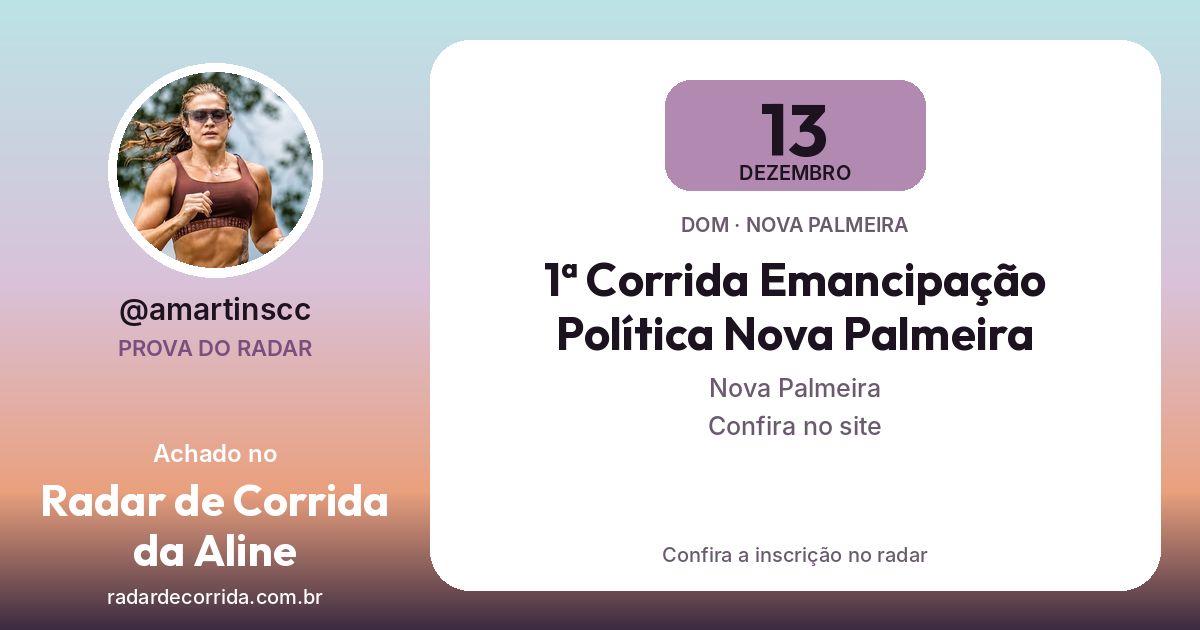 @amartinscc
PROVA DO RADAR
Achado no
Radar de Corrida
da Aline
radardecorrida.com.br
13
DEZEMBRO
DOM · NOVA PALMEIRA
1ª Corrida Emancipação
Política Nova Palmeira
Nova Palmeira
Confira no site
Confira a inscrição no radar